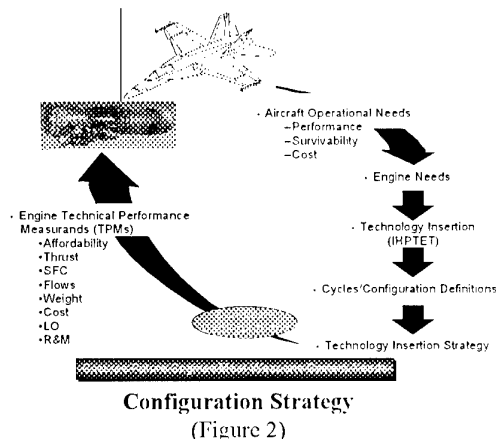 - Aircraft Operational Needs
–Performance
–Survivability
–Cost
- Engine Needs
- Technology Insertion
(IHPTET)
- Cycles/Configuration Definitions
- Technology Insertion Strategy
- Engine Technical Performance
Measurands (TPMs)
•Affordability
•Thrust
•SFC
•Flows
•Weight
•Cost
•LO
•R&M
Configuration Strategy
(Figure 2)